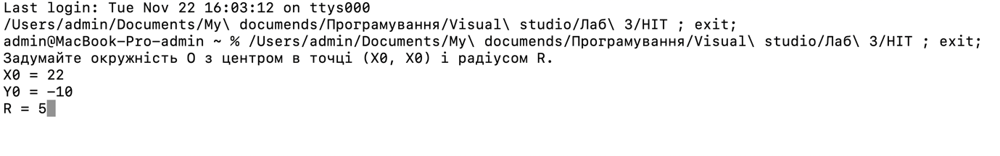 Last login: Tue Nov 22 16:03:12 on ttys000
/Users/admin/Documents/My\ documends/Програмування/Visual\ studio/Лаб\ 3/HIT ; exit;
admin@MacBook-Pro-admin ~ % /Users/admin/Documents/My\ documends/Програмування/Visual\ studio/Лаб\ 3/HIT ; exit;
Задумайте окружність O з центром в точці (X0, X0) і радіусом R.
X0 = 22
Y0 = -10
R = 5